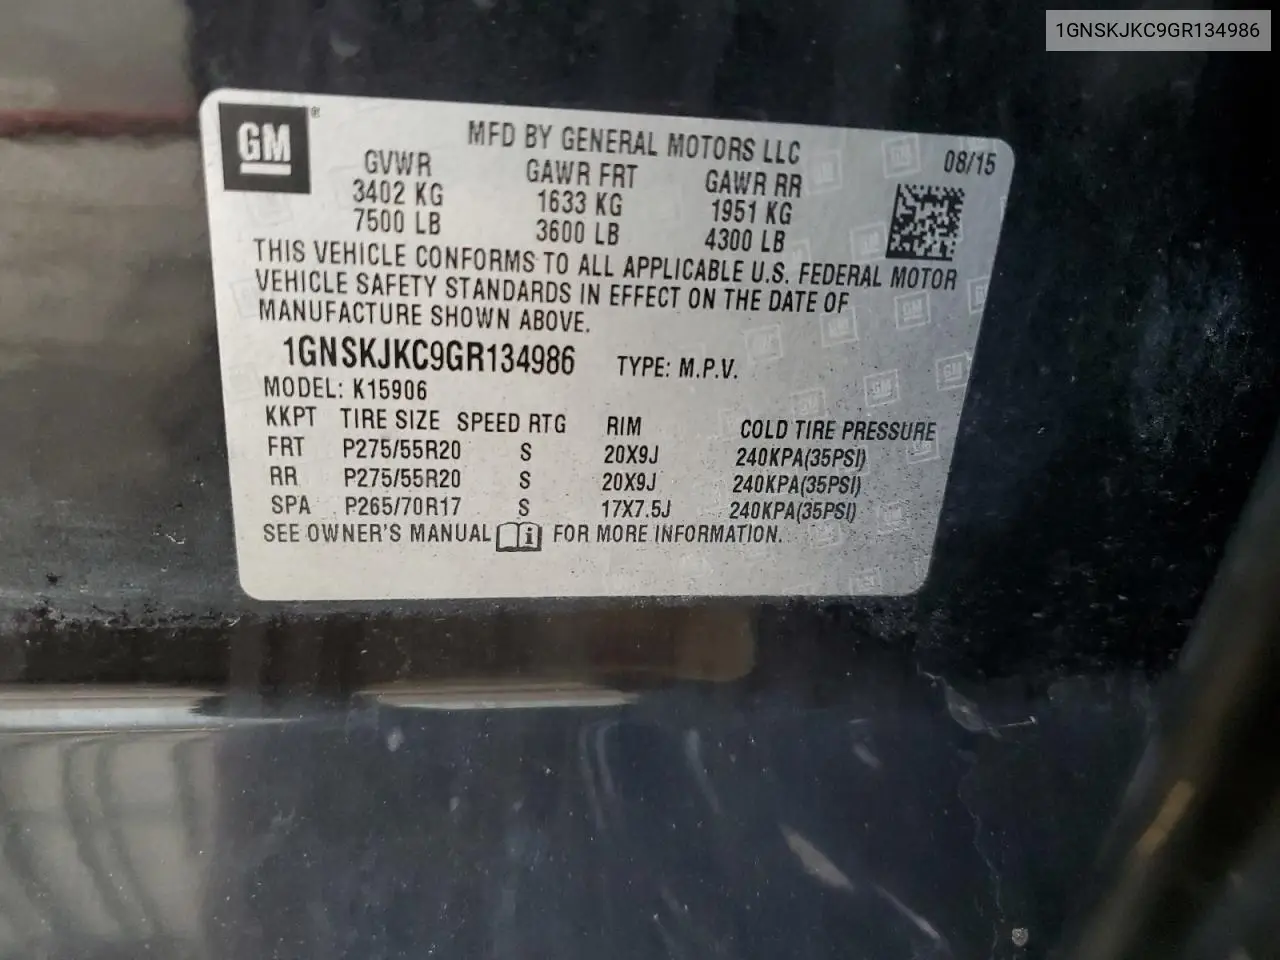 1GNSKJKC9GR134986
GM®
MFD BY GENERAL MOTORS LLC 08/15
GVWR GAWR FRT GAWR RR
3402 KG 1633 KG 1951 KG
7500 LB 3600 LB 4300 LB
THIS VEHICLE CONFORMS TO ALL APPLICABLE U.S. FEDERAL MOTOR
VEHICLE SAFETY STANDARDS IN EFFECT ON THE DATE OF
MANUFACTURE SHOWN ABOVE.
1GNSKJKC9GR134986 TYPE: M.P.V.
MODEL: K15906
KKPT TIRE SIZE SPEED RTG RIM COLD TIRE PRESSURE
FRT P275/55R20 S 20X9J 240KPA(35PSI)
RR P275/55R20 S 20X9J 240KPA(35PSI)
SPA P265/70R17 S 17X7.5J 240KPA(35PSI)
SEE OWNER'S MANUAL i FOR MORE INFORMATION.